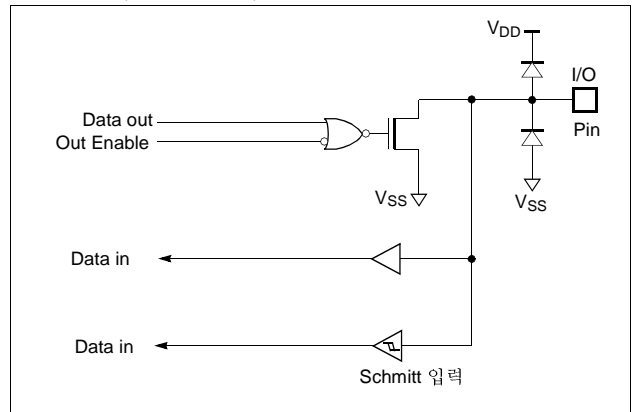 VDD
I/O
Data out
Out Enable
Pin
VSS
VSS
Data in
Data in
Schmitt 입력